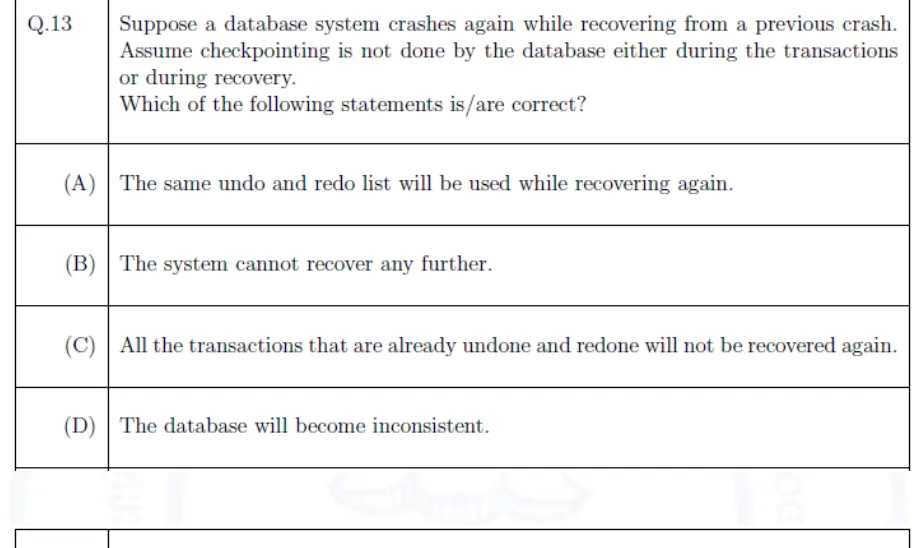 Q.13 Suppose a database system crashes again while recovering from a previous crash.
Assume checkpointing is not done by the database either during the transactions
or during recovery.
Which of the following statements is/are correct?
(A) The same undo and redo list will be used while recovering again.
(B) The system cannot recover any further.
(C) All the transactions that are already undone and redone will not be recovered again.
(D) The database will become inconsistent.